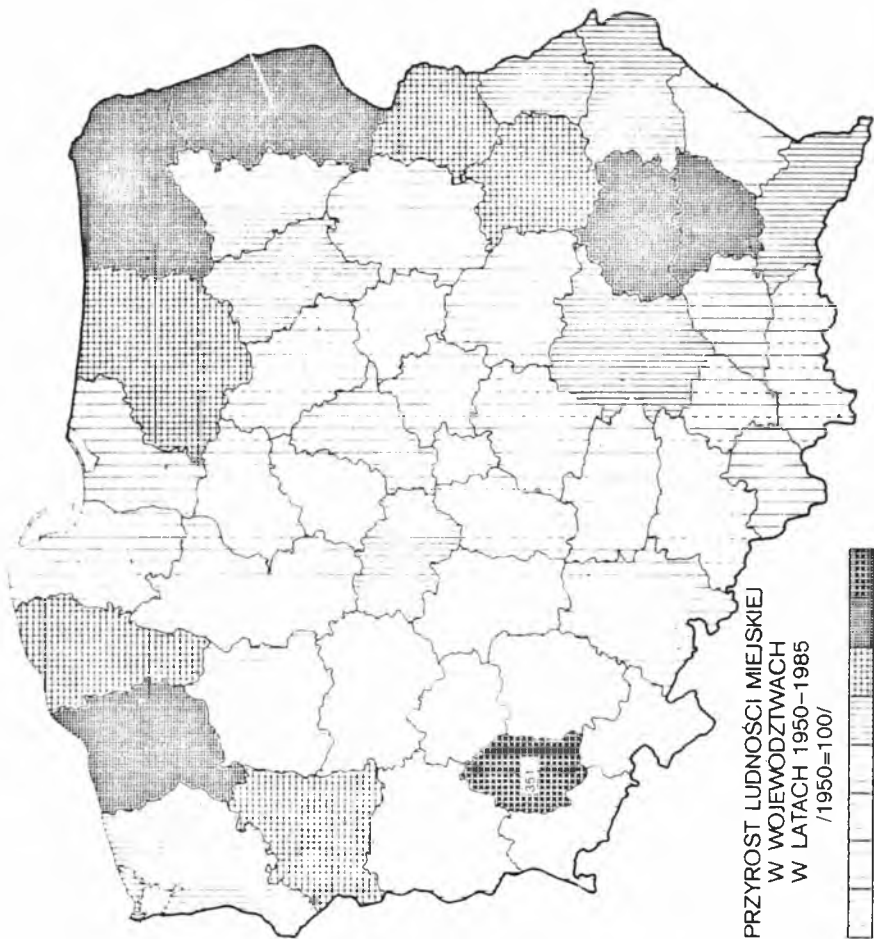 351
PRZYROST LUDNOŚCI MIEJSKIEJ
W WOJEWÓDZTWACH
W LATACH 1950–1985
/1950=100/